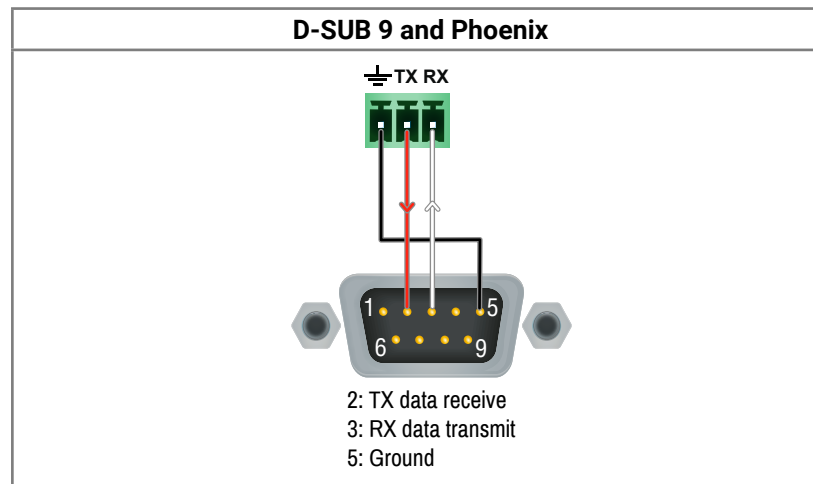 D-SUB 9 and Phoenix
TX RX
1 5
6 9
2: TX data receive
3: RX data transmit
5: Ground